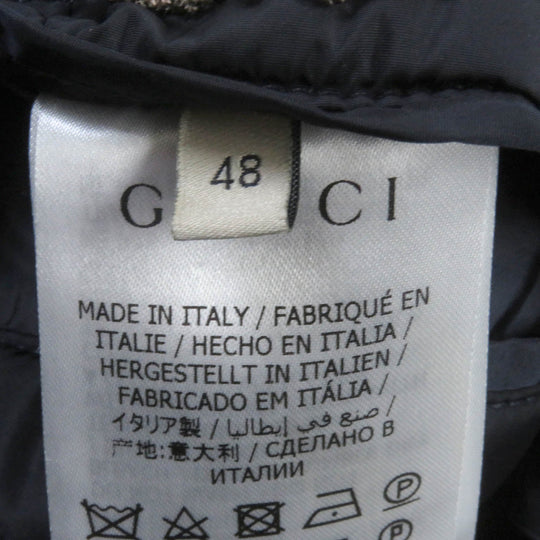 48
G CI
MADE IN ITALY / FABRIQUÉ EN
ITALIE / HECHO EN ITALIA /
HERGESTELLT IN ITALIEN /
FABRICADO EM ITÁLIA /
イタリア製 / صنع في إيطاليا /
产地:意大利 / СДЕЛАНО В
ИТАЛИИ
P